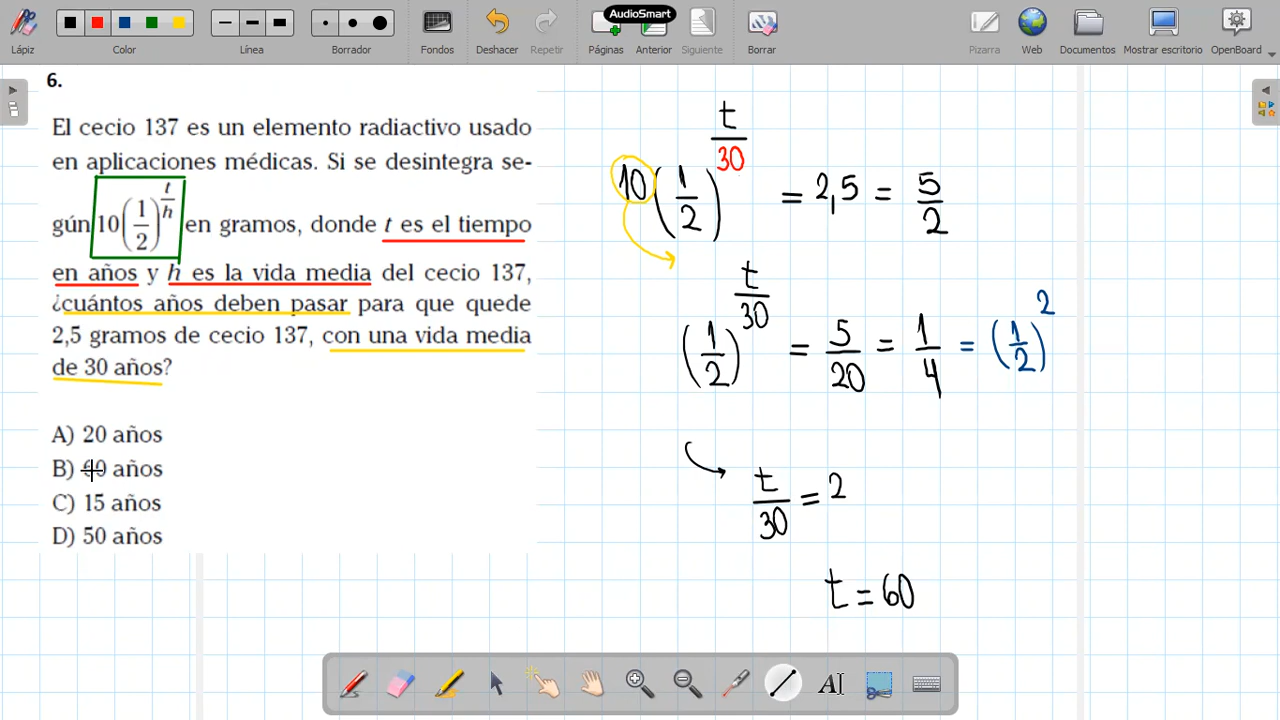 AudioSmart
Lápiz Color Línea Borrador Fondos Deshacer Repetir Páginas Anterior Siguiente Borrar Pizarra Web Documentos Mostrar escritorio OpenBoard
6.
El cecio 137 es un elemento radiactivo usado
en aplicaciones médicas. Si se desintegra se-
gún 10(1/2)^(t/h) en gramos, donde t es el tiempo
en años y h es la vida media del cecio 137,
¿cuántos años deben pasar para que quede
2,5 gramos de cecio 137, con una vida media
de 30 años?
A) 20 años
B) 60 años
C) 15 años
D) 50 años
10(1/2)^(t/30) = 2,5 = 5/2
(1/2)^(t/30) = 5/20 = 1/4 = (1/2)^2
t/30 = 2
t = 60